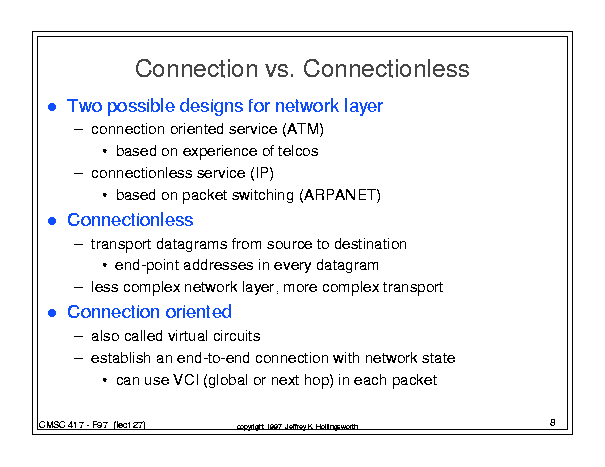 Connection vs. Connectionless
● Two possible designs for network layer
– connection oriented service (ATM)
• based on experience of telcos
– connectionless service (IP)
• based on packet switching (ARPANET)
● Connectionless
– transport datagrams from source to destination
• end-point addresses in every datagram
– less complex network layer, more complex transport
● Connection oriented
– also called virtual circuits
– establish an end-to-end connection with network state
• can use VCI (global or next hop) in each packet
CMSC 417 - F97 (lect 27) copyright 1997 Jeffrey K. Hollingsworth 8